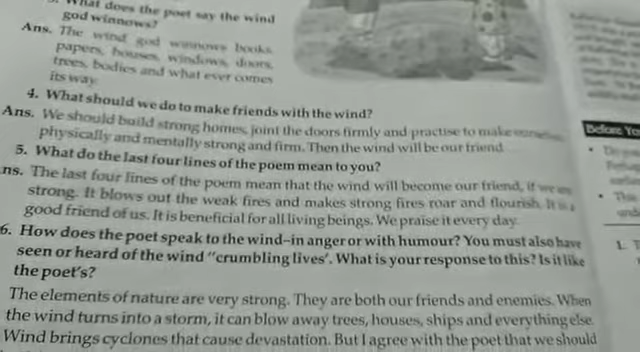 What does the poet say the wind
god winnows?
Ans. The wind god winnows books
papers, houses, windows, doors,
trees, bodies and what ever comes
its way
4. What should we do to make friends with the wind?
Ans. We should build strong homes, joint the doors firmly and practise to make
physically and mentally strong and firm. Then the wind will be our friend
5. What do the last four lines of the poem mean to you?
ns. The last four lines of the poem mean that the wind will become our friend, if we are
strong. It blows out the weak fires and makes strong fires roar and flourish. It is a
good friend of us. It is beneficial for all living beings. We praise it every day.
6. How does the poet speak to the wind–in anger or with humour? You must also have
seen or heard of the wind "crumbling lives'. What is your response to this? Is it like
the poet's?
The elements of nature are very strong. They are both our friends and enemies. When
the wind turns into a storm, it can blow away trees, houses, ships and everything else.
Wind brings cyclones that cause devastation. But I agree with the poet that we should
Before Yo
1.